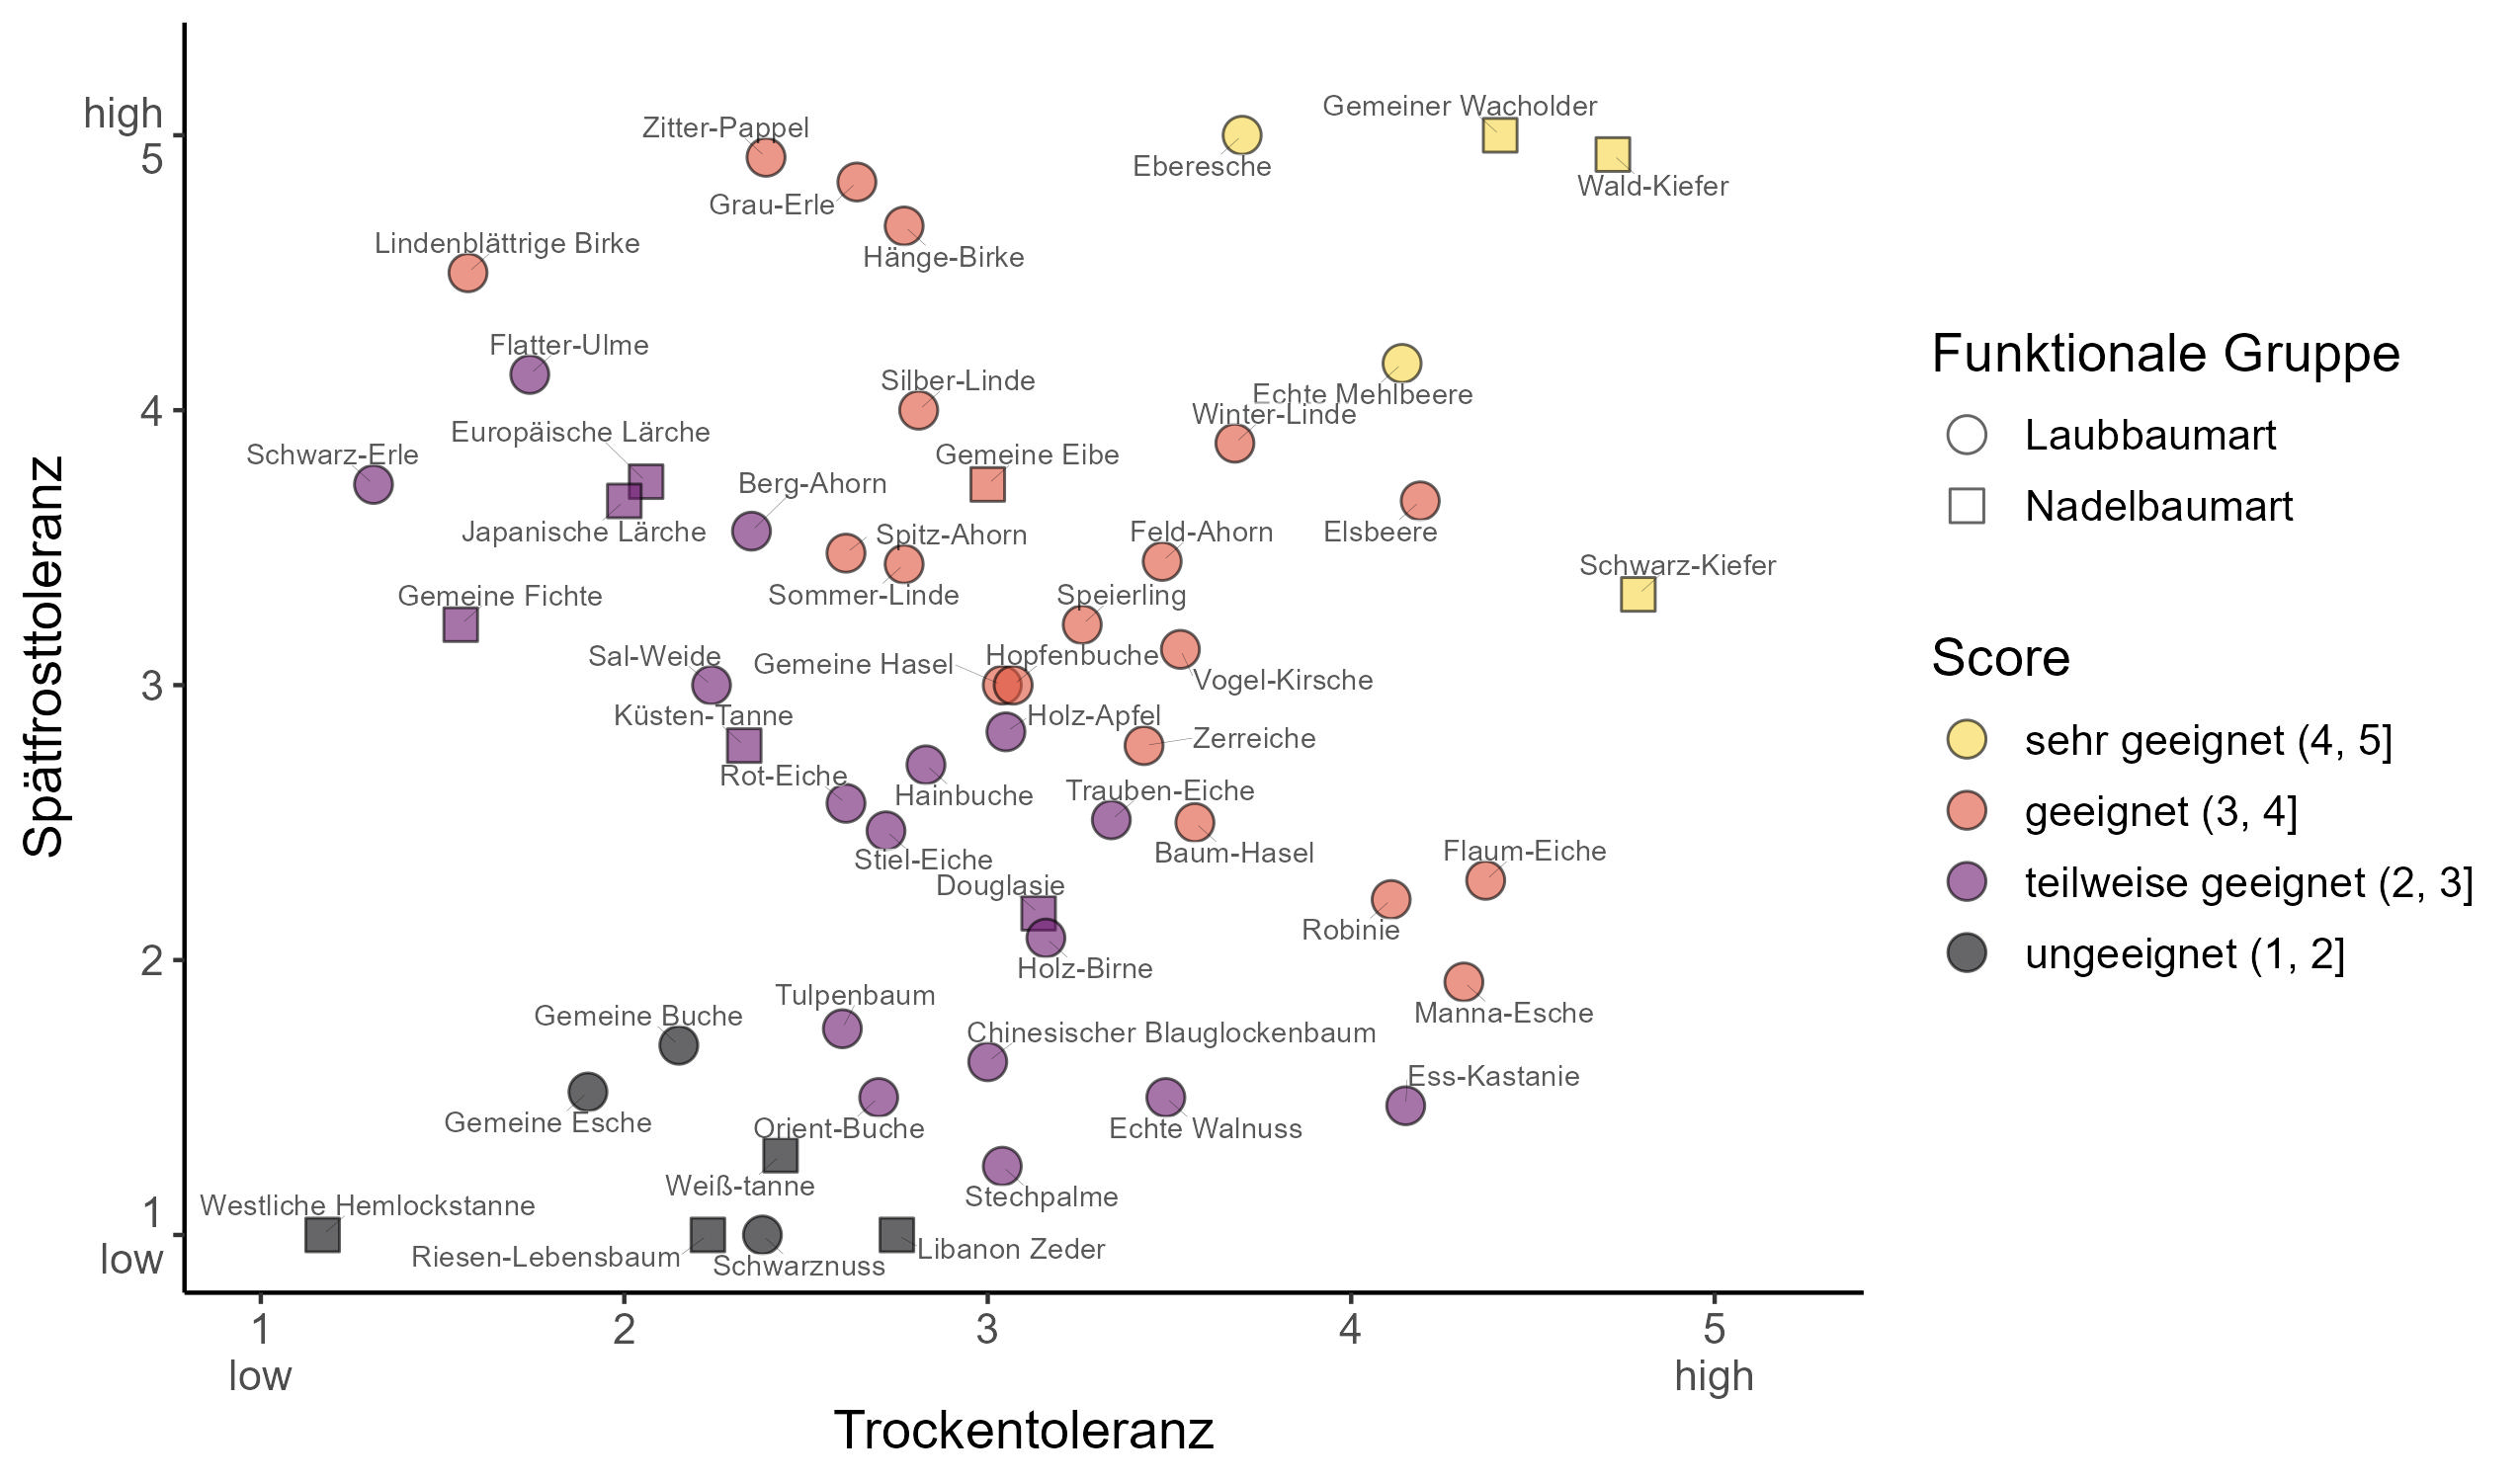 high
5
4
3
2
1
low
Spätfrosttoleranz
Gemeiner Wacholder
Zitter-Pappel
Eberesche
Wald-Kiefer
Grau-Erle
Lindenblättrige Birke
Hänge-Birke
Flatter-Ulme
Silber-Linde
Echte Mehlbeere
Winter-Linde
Europäische Lärche
Schwarz-Erle
Gemeine Eibe
Berg-Ahorn
Japanische Lärche
Spitz-Ahorn
Feld-Ahorn
Elsbeere
Schwarz-Kiefer
Gemeine Fichte
Sommer-Linde
Speierling
Sal-Weide
Gemeine Hasel
Hopfenbuche
Vogel-Kirsche
Küsten-Tanne
Holz-Apfel
Zerreiche
Rot-Eiche
Hainbuche
Trauben-Eiche
Stiel-Eiche
Baum-Hasel
Flaum-Eiche
Douglasie
Robinie
Holz-Birne
Tulpenbaum
Manna-Esche
Gemeine Buche
Chinesischer Blauglockenbaum
Ess-Kastanie
Gemeine Esche
Orient-Buche
Echte Walnuss
Weiß-tanne
Stechpalme
Westliche Hemlockstanne
Riesen-Lebensbaum
Schwarznuss
Libanon Zeder
1 2 3 4 5
low high
Trockentoleranz
Funktionale Gruppe
Laubbaumart
Nadelbaumart
Score
sehr geeignet (4, 5]
geeignet (3, 4]
teilweise geeignet (2, 3]
ungeeignet (1, 2]